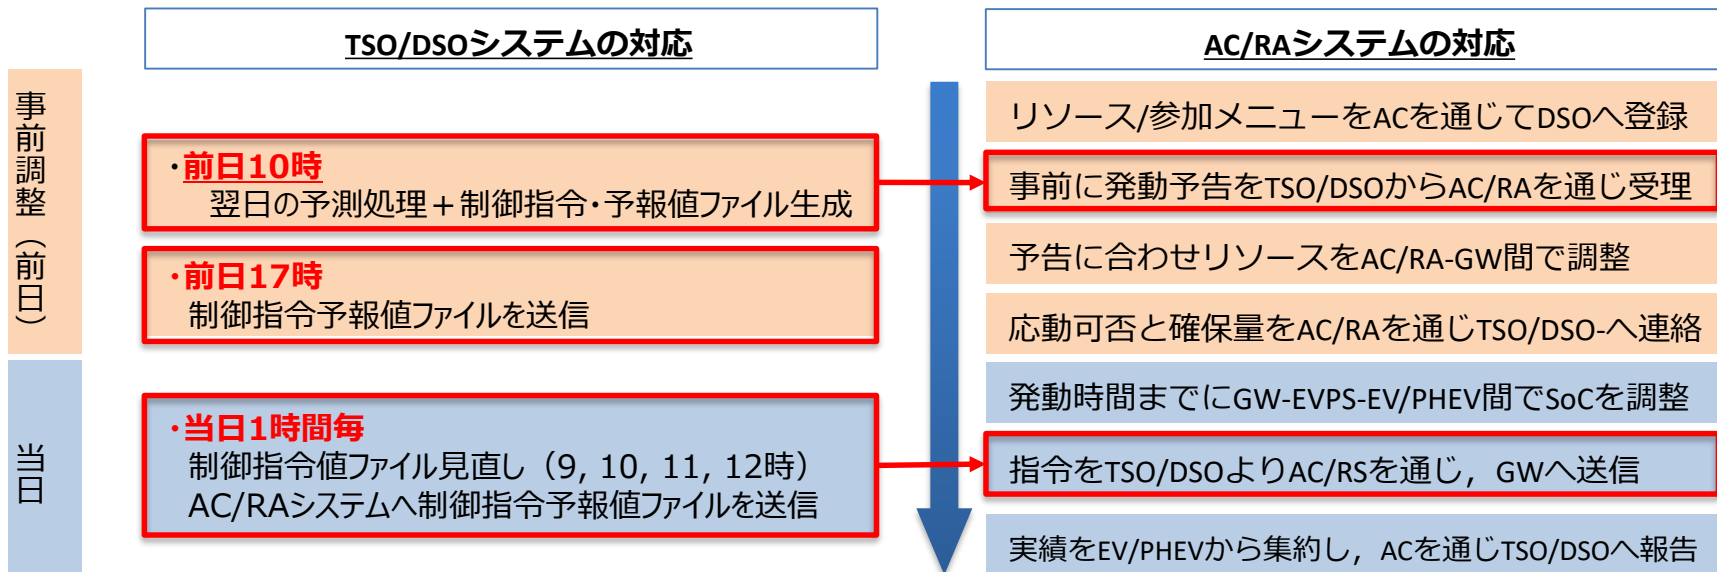 TSO/DSOシステムの対応
AC/RAシステムの対応
事前調整（前日）
・前日10時
翌日の予測処理＋制御指令・予報値ファイル生成
・前日17時
制御指令予報値ファイルを送信
リソース/参加メニューをACを通じてDSOへ登録
事前に発動予告をTSO/DSOからAC/RAを通じ受理
予告に合わせリソースをAC/RA-GW間で調整
応動可否と確保量をAC/RAを通じTSO/DSO-へ連絡
当日
・当日1時間毎
制御指令値ファイル見直し（9, 10, 11, 12時）
AC/RAシステムへ制御指令予報値ファイルを送信
発動時間までにGW-EVPS-EV/PHEV間でSoCを調整
指令をTSO/DSOよりAC/RSを通じ，GWへ送信
実績をEV/PHEVから集約し，ACを通じTSO/DSOへ報告